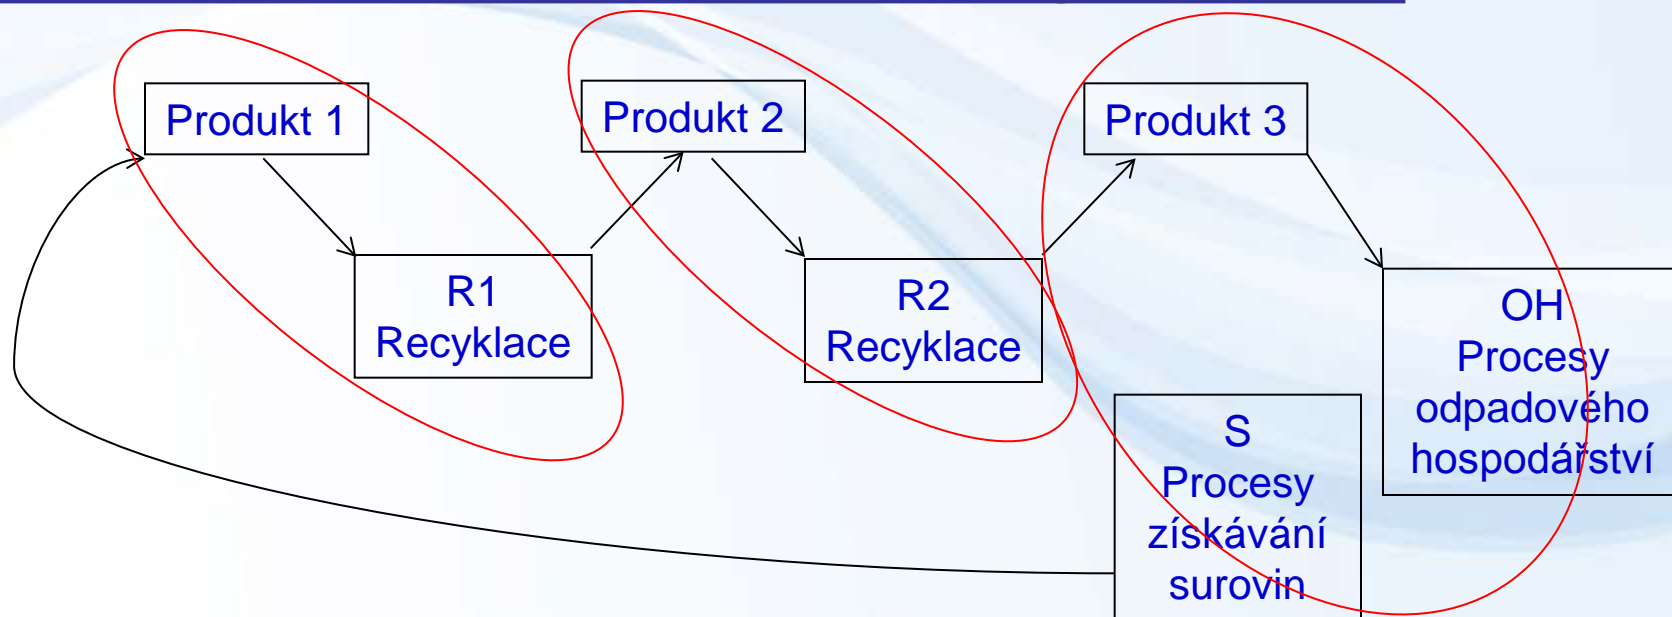 Produkt 1
Produkt 2
Produkt 3
R1
Recyklace
R2
Recyklace
OH
Procesy
odpadového
hospodářství
S
Procesy
získávání
surovin